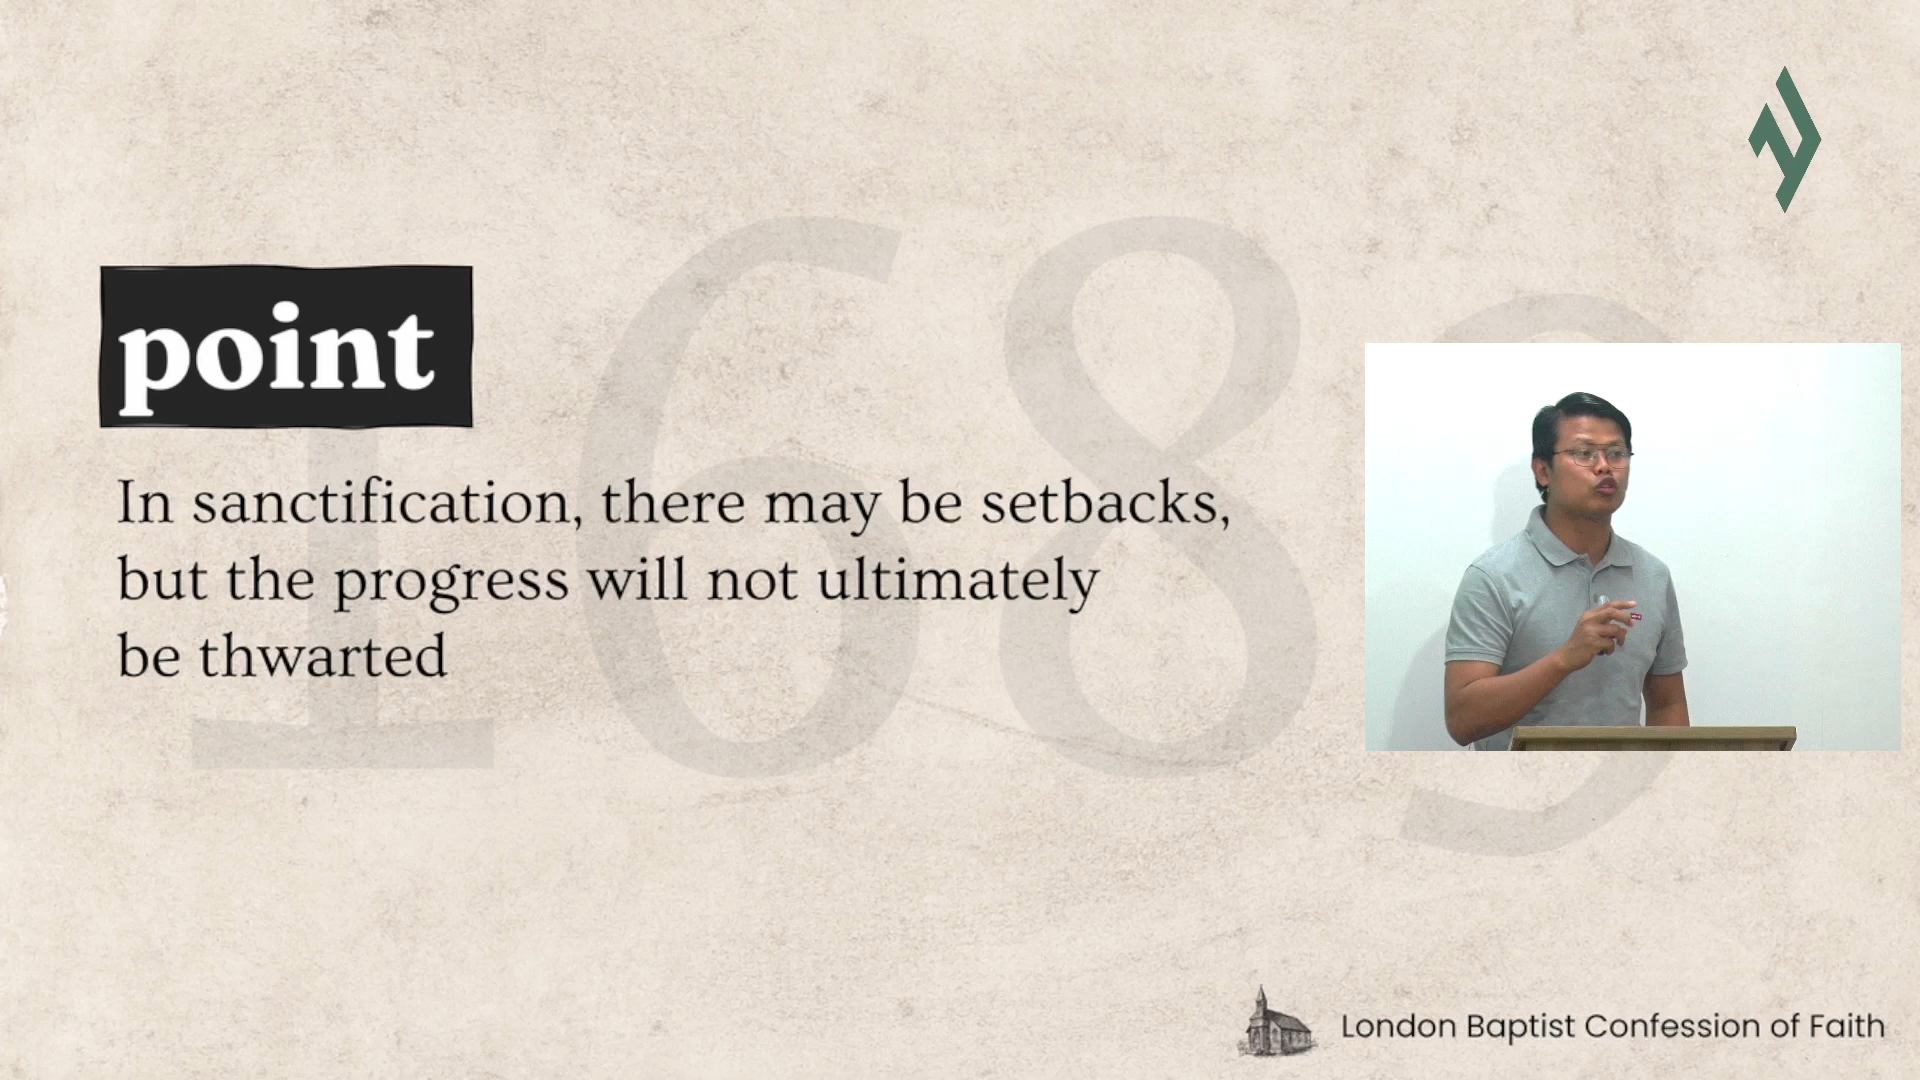 point
In sanctification, there may be setbacks,
but the progress will not ultimately
be thwarted
1689
London Baptist Confession of Faith